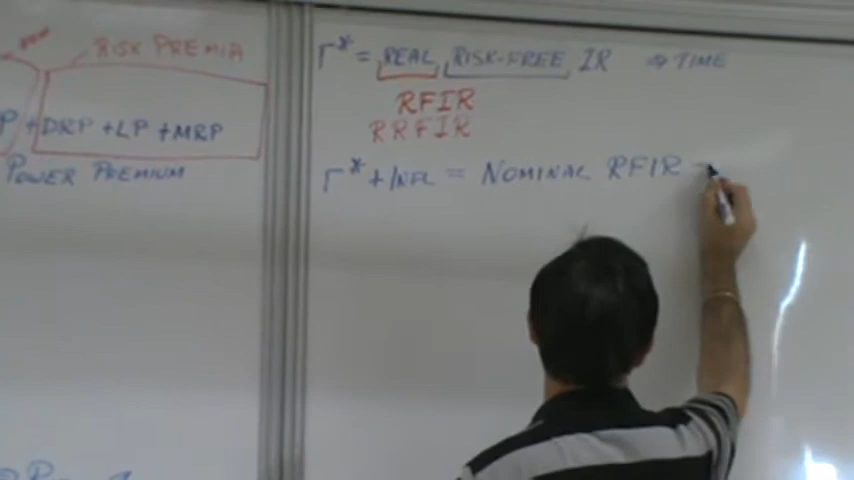 RISK PREMIA
P + DRP + LP + MRP
POWER PREMIUM
r* = REAL RISK-FREE IR ⇒ TIME
RFIR
RRFIR
r* + INFL = NOMINAL RFIR